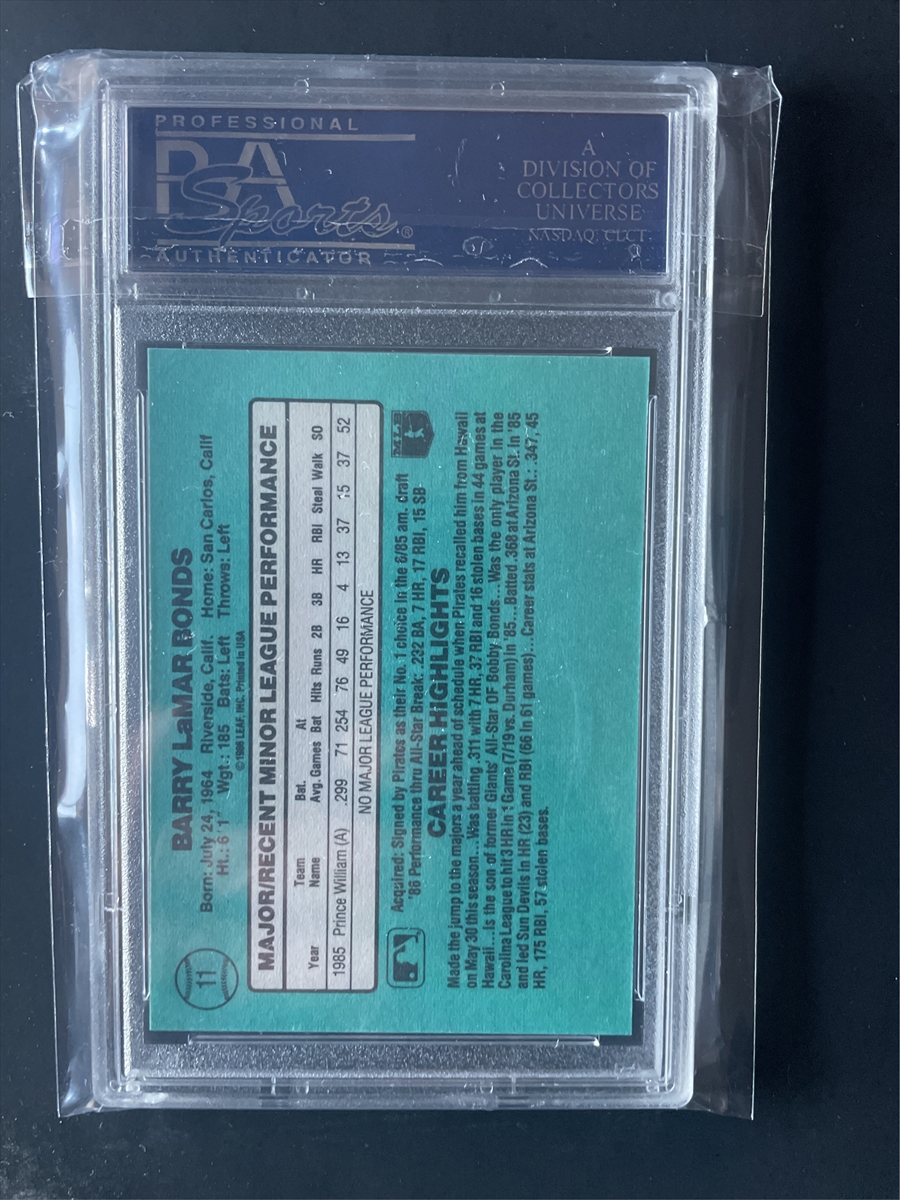 PROFESSIONAL
PSA
Sports®
AUTHENTICATOR
A
DIVISION OF
COLLECTORS
UNIVERSE
NASDAQ: CLCT
11
BARRY LaMAR BONDS
Born: July 24, 1964 Riverside, Calif. Home: San Carlos, Calif
Ht.: 6'1" Wgt.: 185 Bats: Left Throws: Left
©1986 LEAF, INC. Printed in USA
MAJOR/RECENT MINOR LEAGUE PERFORMANCE
Year Team Name Bat. Avg. Games At Bat Hits Runs 2B 3B HR RBI Steal Walk SO
1985 Prince William (A) .299 71 254 76 49 16 4 13 37 15 37 52
NO MAJOR LEAGUE PERFORMANCE
Acquired: Signed by Pirates as their No. 1 choice in the 6/85 am. draft
'86 Performance thru All-Star Break: .232 BA, 7 HR, 17 RBI, 15 SB
MLB
CAREER HIGHLIGHTS
Made the jump to the majors a year ahead of schedule when Pirates recalled him from Hawaii
on May 30 this season...Was batting .311 with 7 HR, 37 RBI and 16 stolen bases in 44 games at
Hawaii...Is the son of former Giants' All-Star OF Bobby Bonds...Was the only player in the
Carolina League to hit 3 HR in 1 Game (7/19 vs. Durham) in '85...Batted .368 at Arizona St. in '85
and led Sun Devils in HR (23) and RBI (66 in 61 games)...Career stats at Arizona St.: .347, 45
HR, 175 RBI, 57 stolen bases.